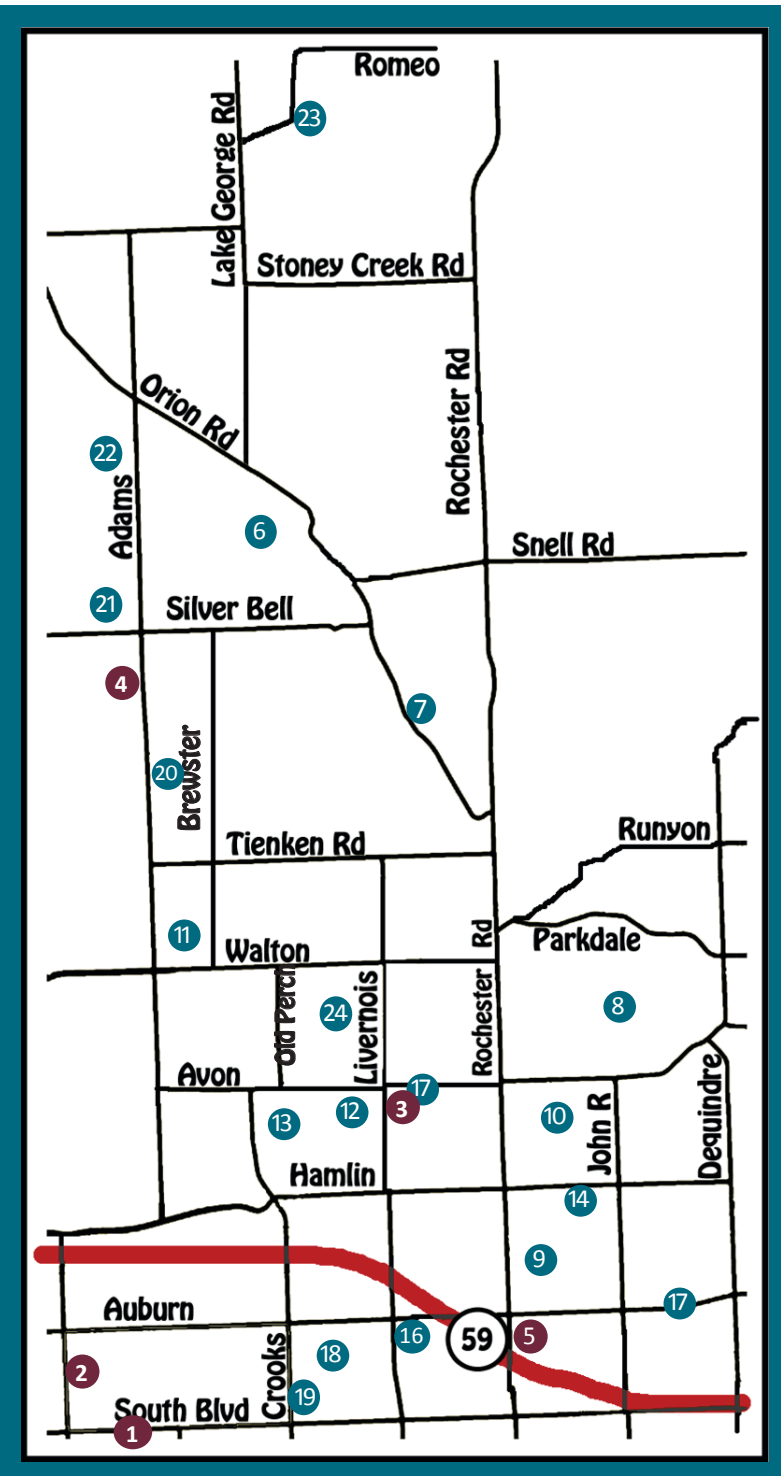 Romeo
23
Lake George Rd
Stoney Creek Rd
Orion Rd
Rochester Rd
22
Adams
6
Snell Rd
21
Silver Bell
4
7
20
Brewster
Runyon
Tienken Rd
11
Walton
Rd
Parkdale
Old Perch
24
Livernois
Rochester
8
Avon
17
3
12
13
10
John R
Dequindre
Hamlin
14
9
Auburn
17
16
59
5
18
Crooks
2
19
South Blvd
1